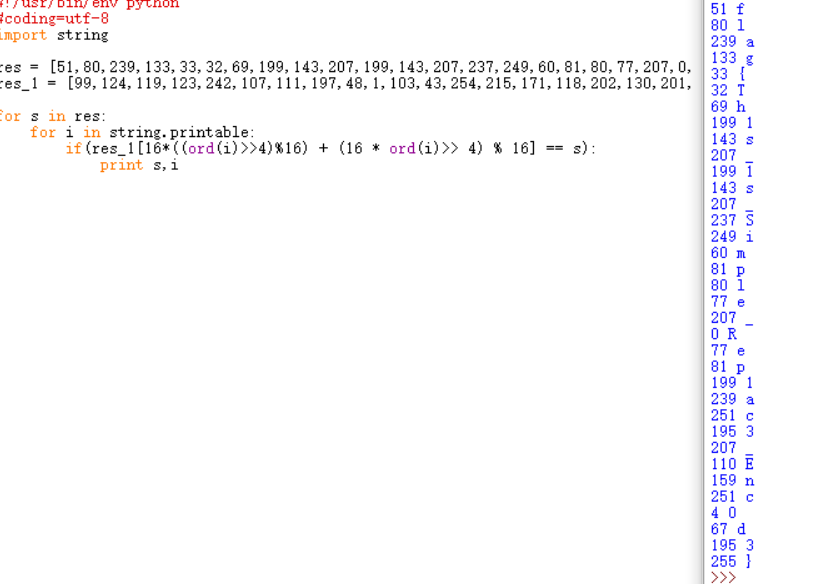 #!/usr/bin/env python
#coding=utf-8
import string
res = [51,80,239,133,33,32,69,199,143,207,199,143,207,237,249,60,81,80,77,207,0,
res_1 = [99,124,119,123,242,107,111,197,48,1,103,43,254,215,171,118,202,130,201,
for s in res:
    for i in string.printable:
        if(res_1[16*((ord(i)>>4)%16) + (16 * ord(i)>> 4) % 16] == s):
            print s,i
51 f
80 l
239 a
133 g
33 {
32 T
69 h
199 1
143 s
207 _
199 1
143 s
207 _
237 S
249 i
60 m
81 p
80 l
77 e
207 _
0 R
77 e
81 p
199 1
239 a
251 c
195 3
207 _
110 E
159 n
251 c
4 0
67 d
195 3
255 }
>>>